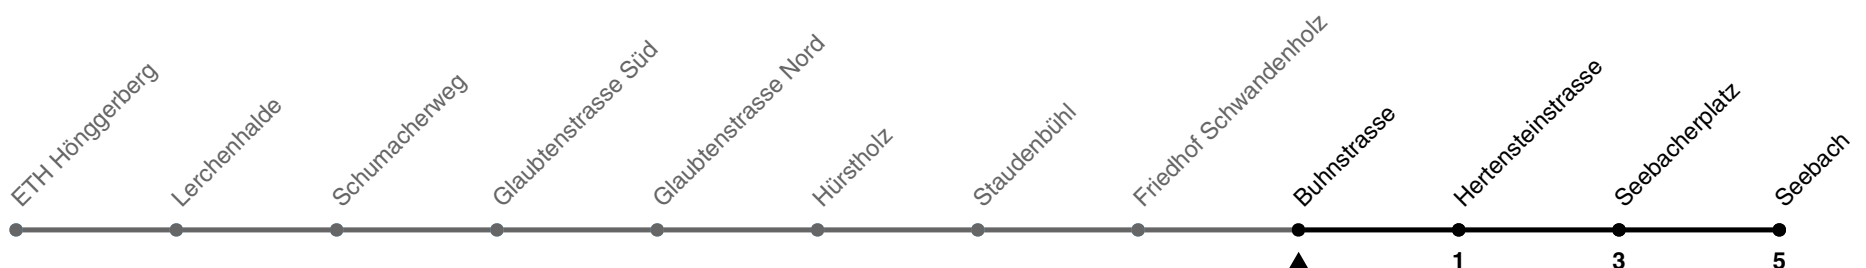 ETH Hönggerberg
Lerchenhalde
Schumacherweg
Glaubtenstrasse Süd
Glaubtenstrasse Nord
Hürstholz
Staudenbühl
Friedhof Schwandenholz
Buhnstrasse
Hertensteinstrasse
Seebacherplatz
Seebach
1
3
5